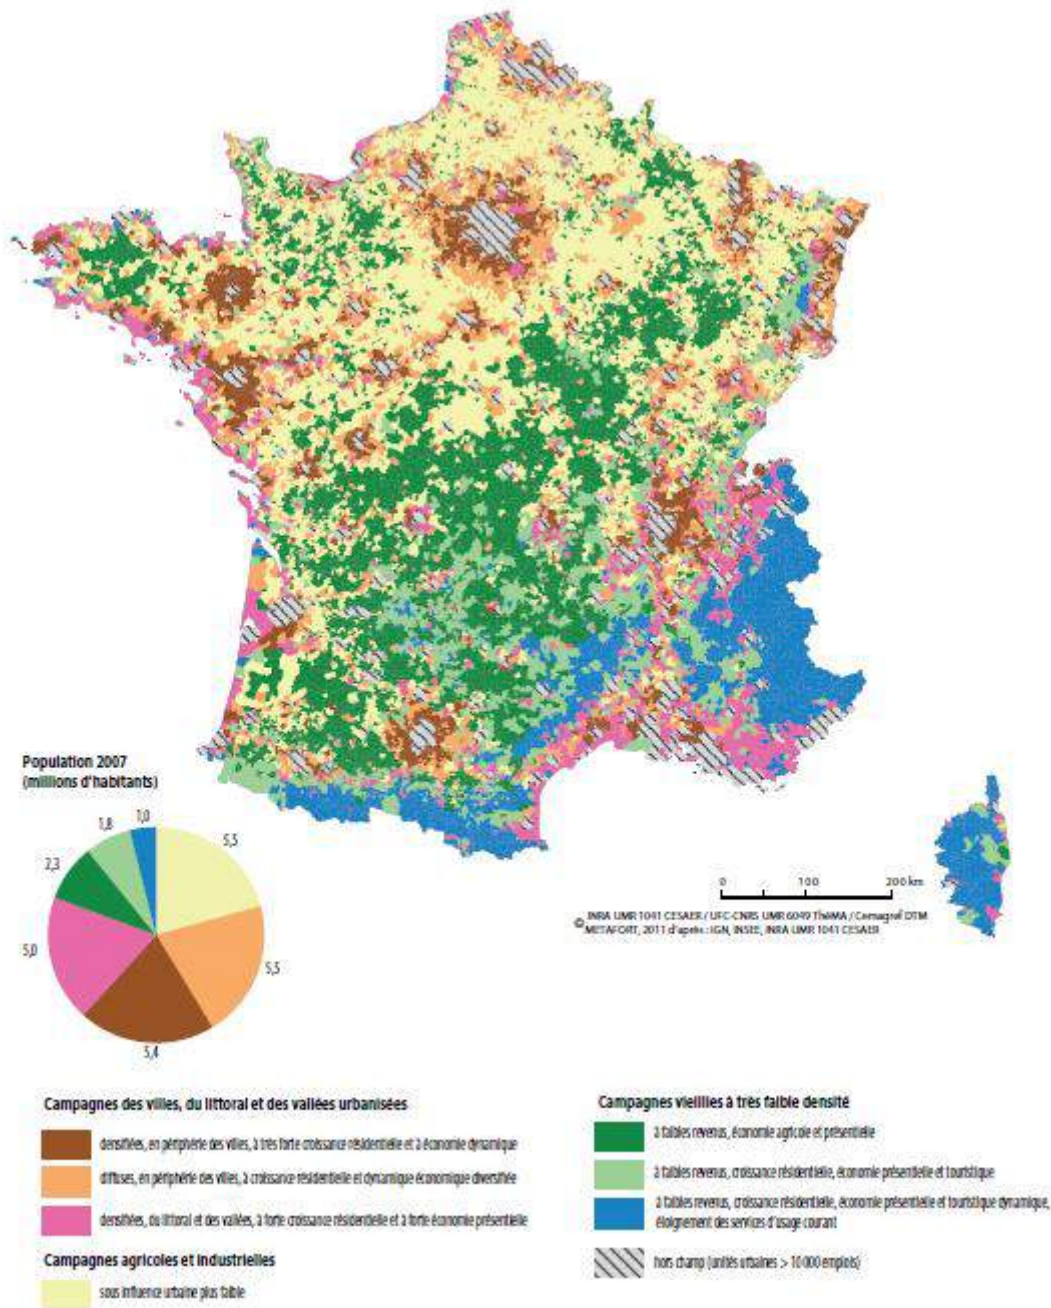 Population 2007
(millions d'habitants)
1,0
1,8
5,5
2,3
5,0
5,5
5,4
0 100 200 km
© INRA UMR 1041 CESAER / UFC-CNRS UMR 6049 ThéMA / Cemagref DTM
METAFORT, 2011 d'après : IGN, INSEE, INRA UMR 1041 CESAER
Campagnes des villes, du littoral et des vallées urbanisées
densifiées, en périphérie des villes, à très forte croissance résidentielle et à économie dynamique
diffuses, en périphérie des villes, à croissance résidentielle et dynamique économique diversifiée
densifiées, du littoral et des vallées, à forte croissance résidentielle et à forte économie présentielle
Campagnes agricoles et industrielles
sous influence urbaine plus faible
Campagnes vieillies à très faible densité
à faibles revenus, économie agricole et présentielle
à faibles revenus, croissance résidentielle, économie présentielle et touristique
à faibles revenus, croissance résidentielle, économie présentielle et touristique dynamique,
éloignement des services d'usage courant
hors champ (unités urbaines > 10 000 emplois)